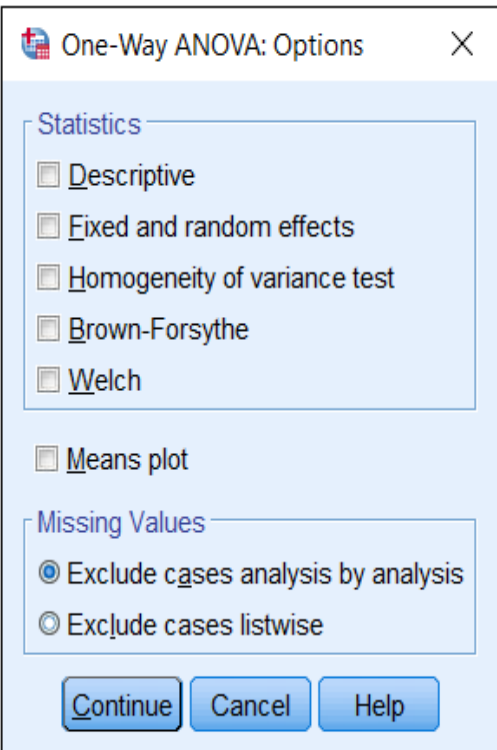 One-Way ANOVA: Options
Statistics
Descriptive
Fixed and random effects
Homogeneity of variance test
Brown-Forsythe
Welch
Means plot
Missing Values
Exclude cases analysis by analysis
Exclude cases listwise
Continue Cancel Help